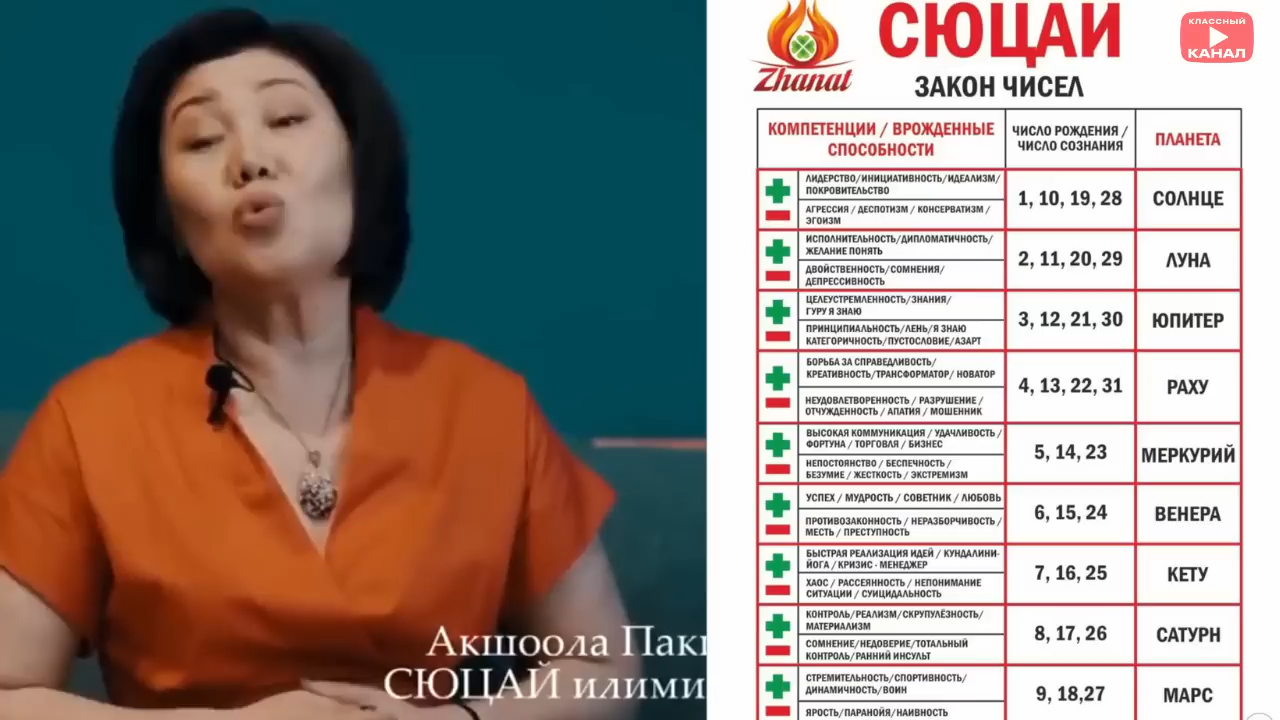 СЮЦАЙ
Zhanat
ЗАКОН ЧИСЕЛ
КЛАССНЫЙ
КАНАЛ
КОМПЕТЕНЦИИ / ВРОЖДЕННЫЕ
СПОСОБНОСТИ
ЧИСЛО РОЖДЕНИЯ /
ЧИСЛО СОЗНАНИЯ
ПЛАНЕТА
ЛИДЕРСТВО/ИНИЦИАТИВНОСТЬ/ИДЕАЛИЗМ/
ПОКРОВИТЕЛЬСТВО
АГРЕССИЯ / ДЕСПОТИЗМ / КОНСЕРВАТИЗМ /
ЭГОИЗМ
1, 10, 19, 28
СОЛНЦЕ
ИСПОЛНИТЕЛЬНОСТЬ/ДИПЛОМАТИЧНОСТЬ/
ЖЕЛАНИЕ ПОНЯТЬ
ДВОЙСТВЕННОСТЬ/СОМНЕНИЯ/
ДЕПРЕССИВНОСТЬ
2, 11, 20, 29
ЛУНА
ЦЕЛЕУСТРЕМЛЕННОСТЬ/ЗНАНИЯ/
ГУРУ Я ЗНАЮ
ПРИНЦИПИАЛЬНОСТЬ/ЛЕНЬ/Я ЗНАЮ
КАТЕГОРИЧНОСТЬ/ПУСТОСЛОВИЕ/АЗАРТ
3, 12, 21, 30
ЮПИТЕР
БОРЬБА ЗА СПРАВЕДЛИВОСТЬ/
КРЕАТИВНОСТЬ/ТРАНСФОРМАТОР/ НОВАТОР
НЕУДОВЛЕТВОРЕННОСТЬ / РАЗРУШЕНИЕ /
ОТЧУЖДЕННОСТЬ / АПАТИЯ / МОШЕННИК
4, 13, 22, 31
РАХУ
ВЫСОКАЯ КОММУНИКАЦИЯ / УДАЧЛИВОСТЬ /
ФОРТУНА / ТОРГОВЛЯ / БИЗНЕС
НЕПОСТОЯНСТВО / БЕСПЕЧНОСТЬ /
БЕЗУМИЕ / ЖЕСТКОСТЬ / ЭКСТРЕМИЗМ
5, 14, 23
МЕРКУРИЙ
УСПЕХ / МУДРОСТЬ / СОВЕТНИК / ЛЮБОВЬ
ПРОТИВОЗАКОННОСТЬ / НЕРАЗБОРЧИВОСТЬ /
МЕСТЬ / ПРЕСТУПНОСТЬ
6, 15, 24
ВЕНЕРА
БЫСТРАЯ РЕАЛИЗАЦИЯ ИДЕЙ / КУНДАЛИНИ-
ЙОГА / КРИЗИС - МЕНЕДЖЕР
ХАОС / РАССЕЯННОСТЬ / НЕПОНИМАНИЕ
СИТУАЦИИ / СУИЦИДАЛЬНОСТЬ
7, 16, 25
КЕТУ
КОНТРОЛЬ/РЕАЛИЗМ/СКРУПУЛЁЗНОСТЬ/
МАТЕРИАЛИЗМ
СОМНЕНИЕ/НЕДОВЕРИЕ/ТОТАЛЬНЫЙ
КОНТРОЛЬ/РАННИЙ ИНСУЛЬТ
8, 17, 26
САТУРН
СТРЕМИТЕЛЬНОСТЬ/СПОРТИВНОСТЬ/
ДИНАМИЧНОСТЬ/ВОИН
ЯРОСТЬ/ПАРАНОЙЯ/НАИВНОСТЬ
9, 18,27
МАРС
Акшоола Паки
СЮЦАЙ илими